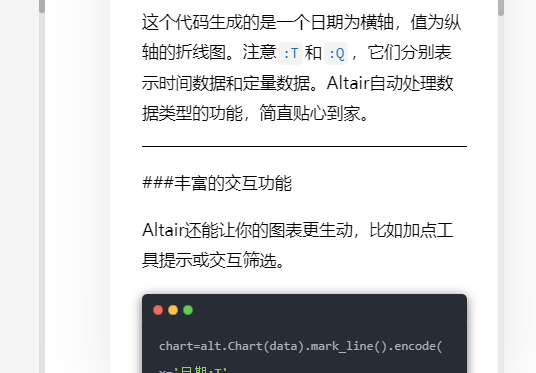 这个代码生成的是一个日期为横轴，值为纵
轴的折线图。注意 :T 和 :Q ，它们分别表
示时间数据和定量数据。Altair自动处理数
据类型的功能，简直贴心到家。
###丰富的交互功能
Altair还能让你的图表更生动，比如加点工
具提示或交互筛选。
chart=alt.Chart(data).mark_line().encode(
x='日期:T',